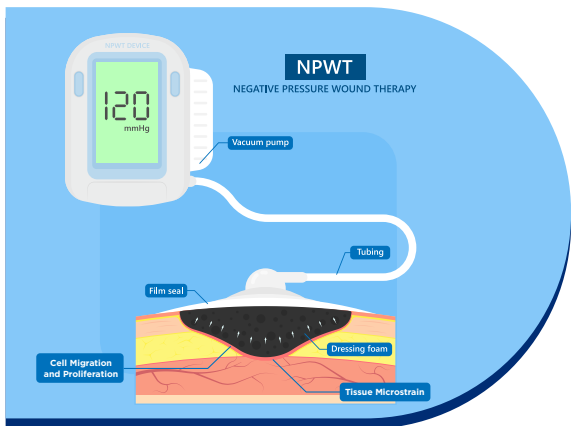 NPWT DEVICE
120
mmHg
NPWT
NEGATIVE PRESSURE WOUND THERAPY
Vacuum pump
Tubing
Film seal
Dressing foam
Cell Migration
and Proliferation
Tissue Microstrain